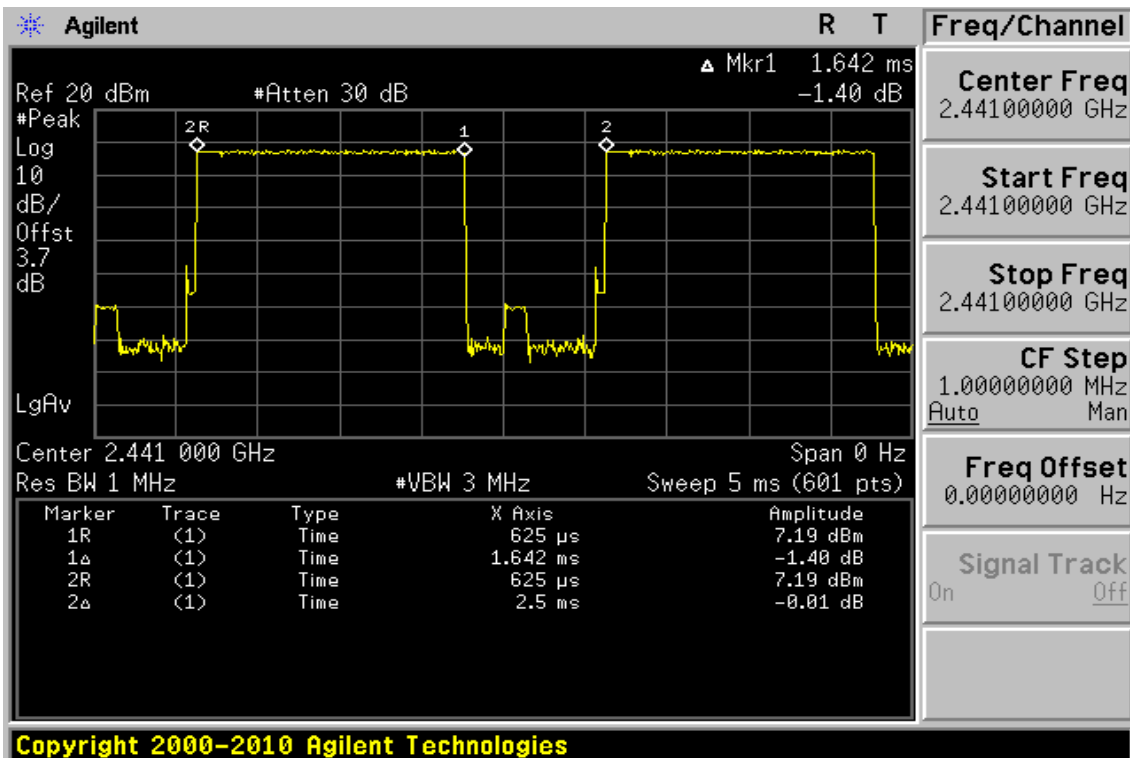 Agilent R T
Δ Mkr1 1.642 ms
Ref 20 dBm #Atten 30 dB -1.40 dB
#Peak
Log
10
dB/
Offst
3.7
dB
2R 1 2
LgAv
Center 2.441 000 GHz Span 0 Hz
Res BW 1 MHz #VBW 3 MHz Sweep 5 ms (601 pts)
Marker Trace Type X Axis Amplitude
1R (1) Time 625 µs 7.19 dBm
1Δ (1) Time 1.642 ms -1.40 dB
2R (1) Time 625 µs 7.19 dBm
2Δ (1) Time 2.5 ms -0.01 dB
Copyright 2000-2010 Agilent Technologies
Freq/Channel
Center Freq
2.44100000 GHz
Start Freq
2.44100000 GHz
Stop Freq
2.44100000 GHz
CF Step
1.00000000 MHz
Auto Man
Freq Offset
0.00000000 Hz
Signal Track
On Off